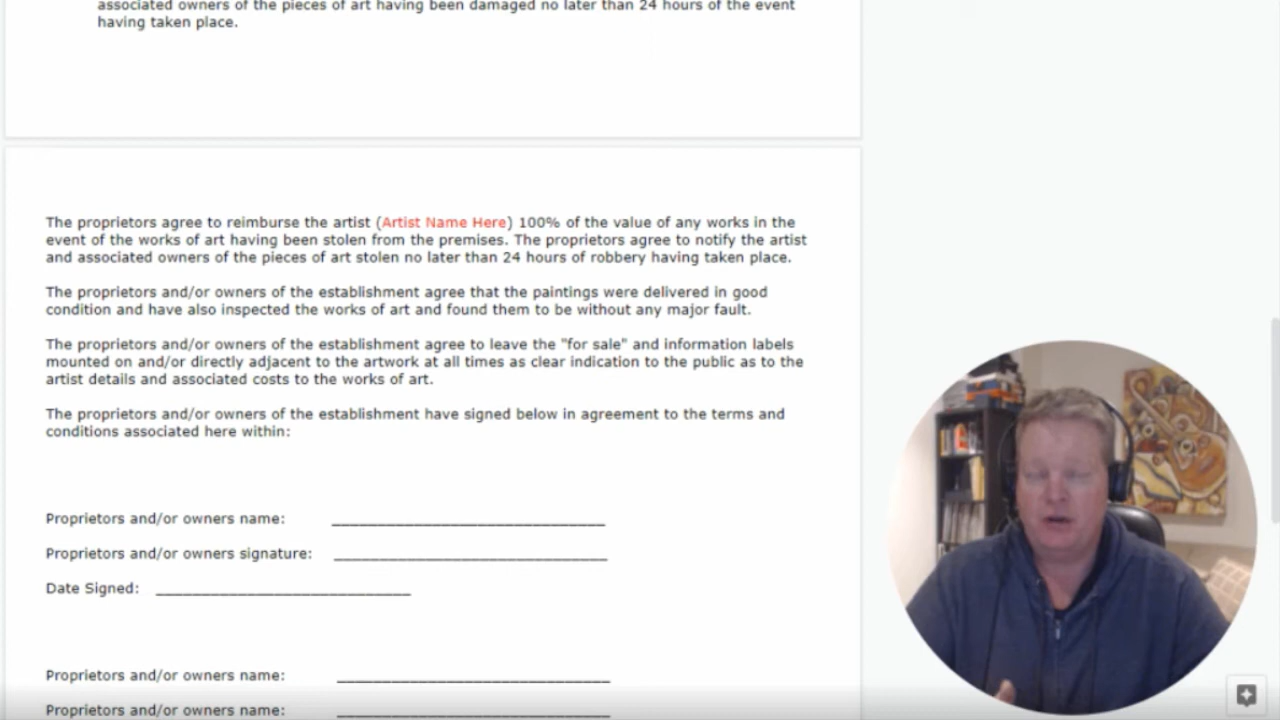 associated owners of the pieces of art having been damaged no later than 24 hours of the event
having taken place.
The proprietors agree to reimburse the artist (Artist Name Here) 100% of the value of any works in the
event of the works of art having been stolen from the premises. The proprietors agree to notify the artist
and associated owners of the pieces of art stolen no later than 24 hours of robbery having taken place.
The proprietors and/or owners of the establishment agree that the paintings were delivered in good
condition and have also inspected the works of art and found them to be without any major fault.
The proprietors and/or owners of the establishment agree to leave the "for sale" and information labels
mounted on and/or directly adjacent to the artwork at all times as clear indication to the public as to the
artist details and associated costs to the works of art.
The proprietors and/or owners of the establishment have signed below in agreement to the terms and
conditions associated here within:
Proprietors and/or owners name: ______________________________
Proprietors and/or owners signature: ______________________________
Date Signed: ____________________________
Proprietors and/or owners name: ______________________________
Proprietors and/or owners name: ______________________________